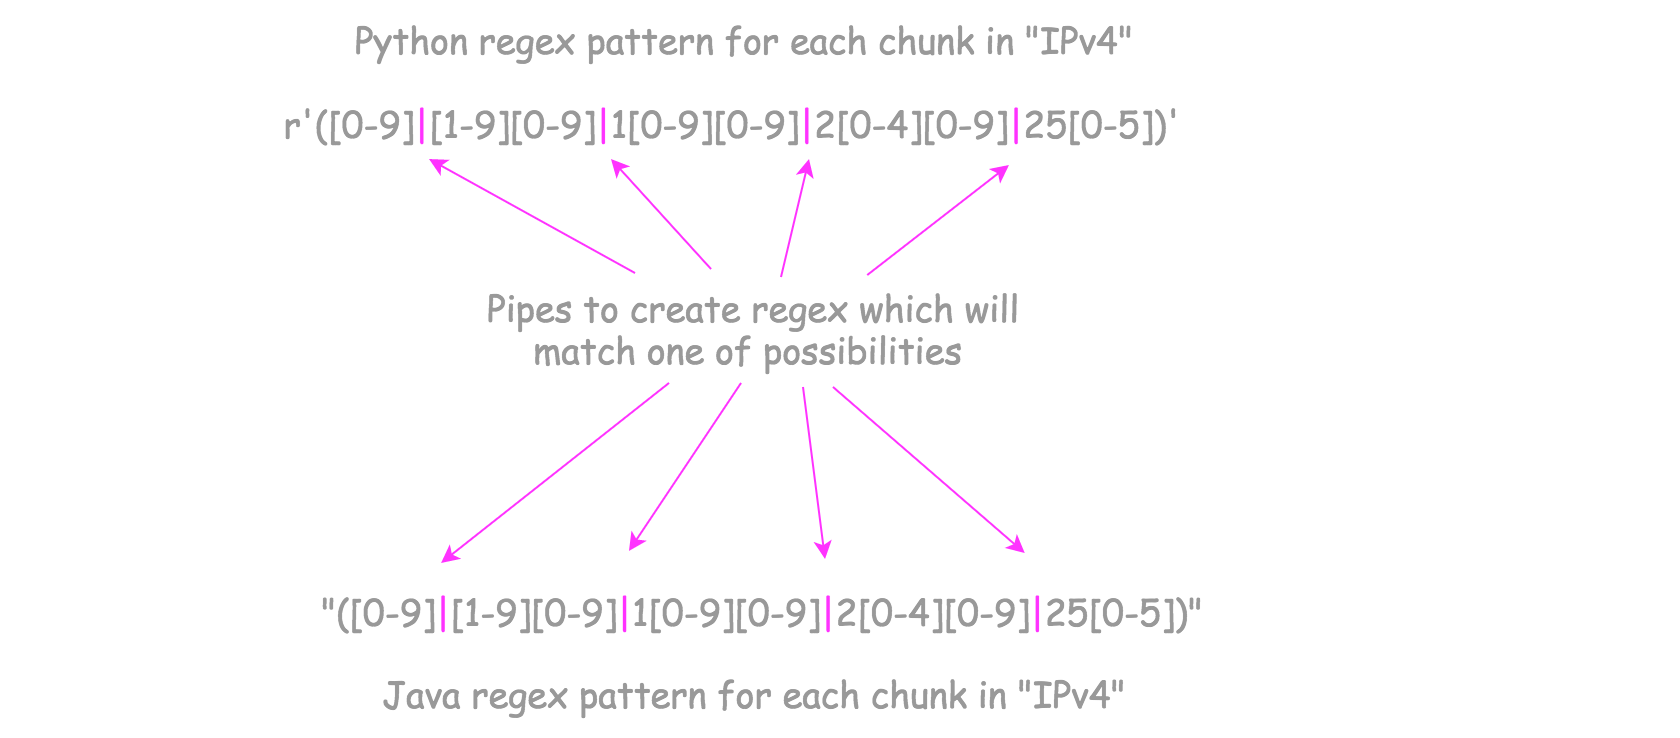 Python regex pattern for each chunk in "IPv4"
r'([0-9]|[1-9][0-9]|1[0-9][0-9]|2[0-4][0-9]|25[0-5])'
Pipes to create regex which will
match one of possibilities
"([0-9]|[1-9][0-9]|1[0-9][0-9]|2[0-4][0-9]|25[0-5])"
Java regex pattern for each chunk in "IPv4"